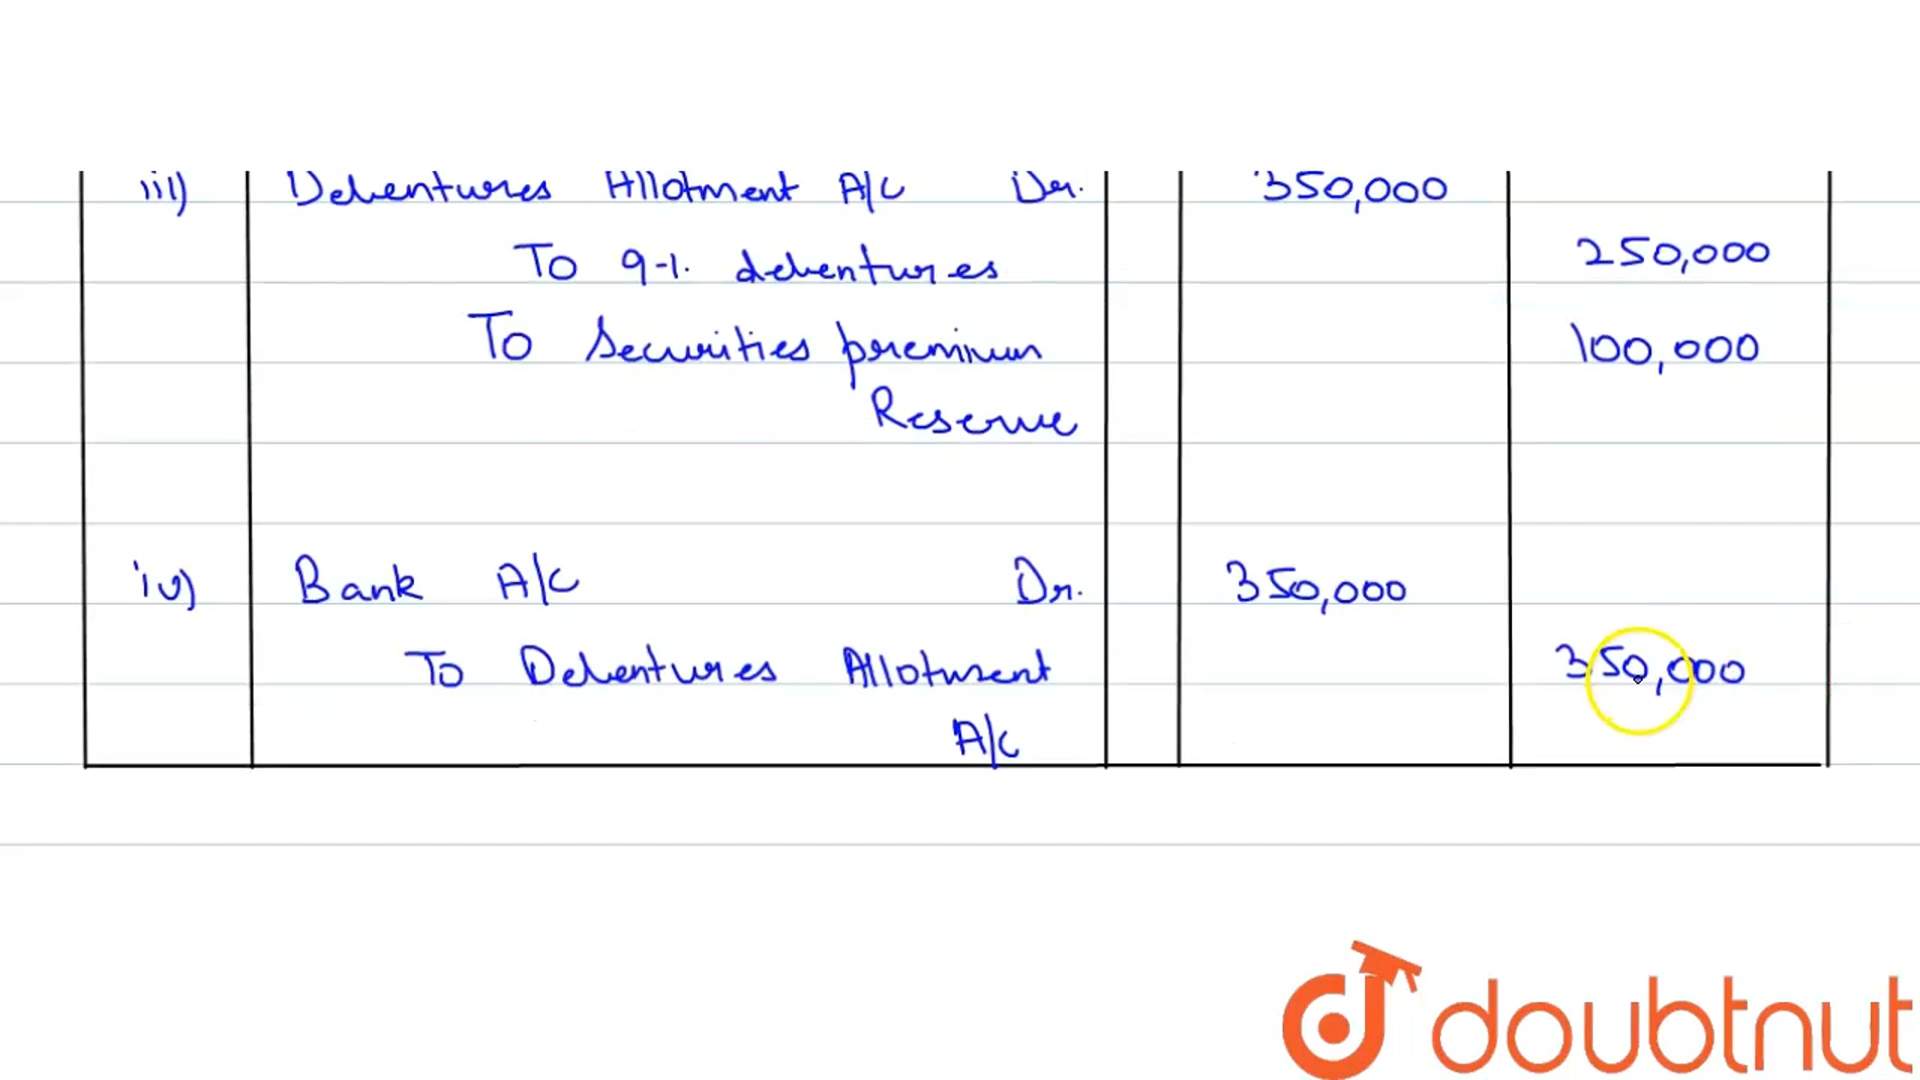 iii) Debentures Allotment A/C Dr. 350,000
To 9-1. debentures 250,000
To Securities premium 100,000
Reserve
iv) Bank A/C Dr. 350,000
To Debentures Allotment 350,000
A/C
doubtnut